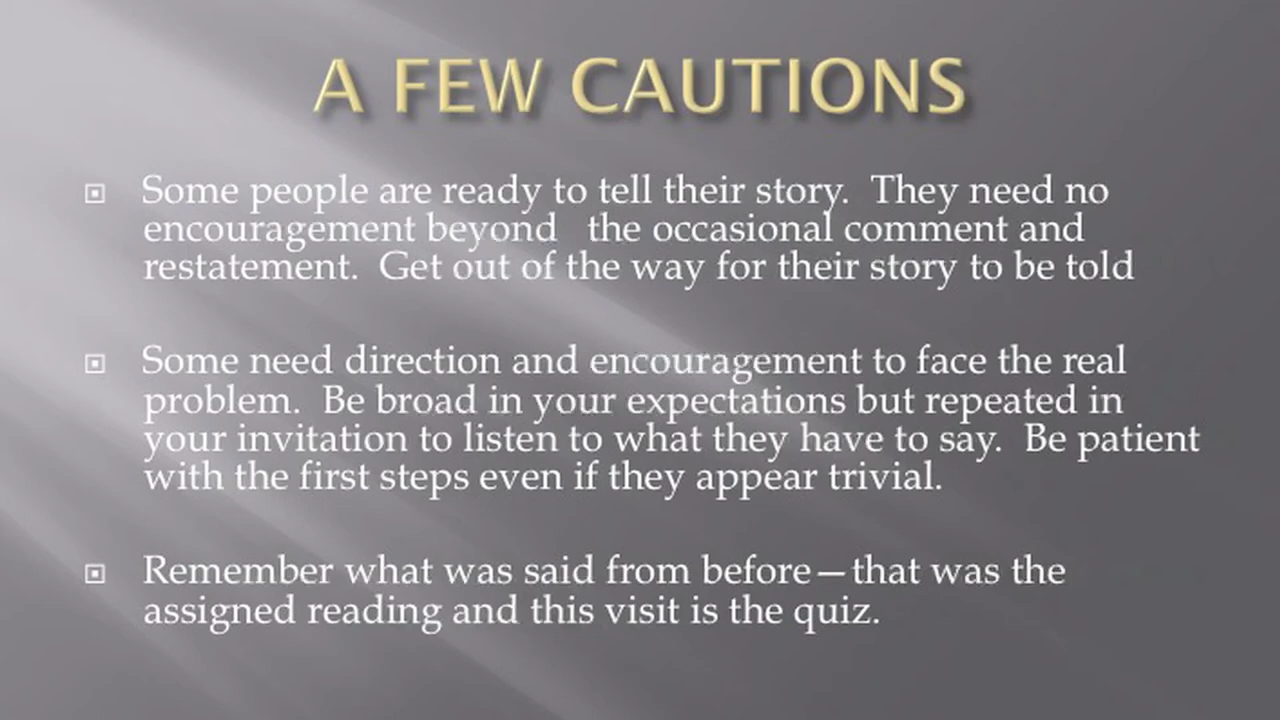 A FEW CAUTIONS
Some people are ready to tell their story.  They need no
encouragement beyond   the occasional comment and
restatement.  Get out of the way for their story to be told
Some need direction and encouragement to face the real
problem.  Be broad in your expectations but repeated in
your invitation to listen to what they have to say.  Be patient
with the first steps even if they appear trivial.
Remember what was said from before—that was the
assigned reading and this visit is the quiz.